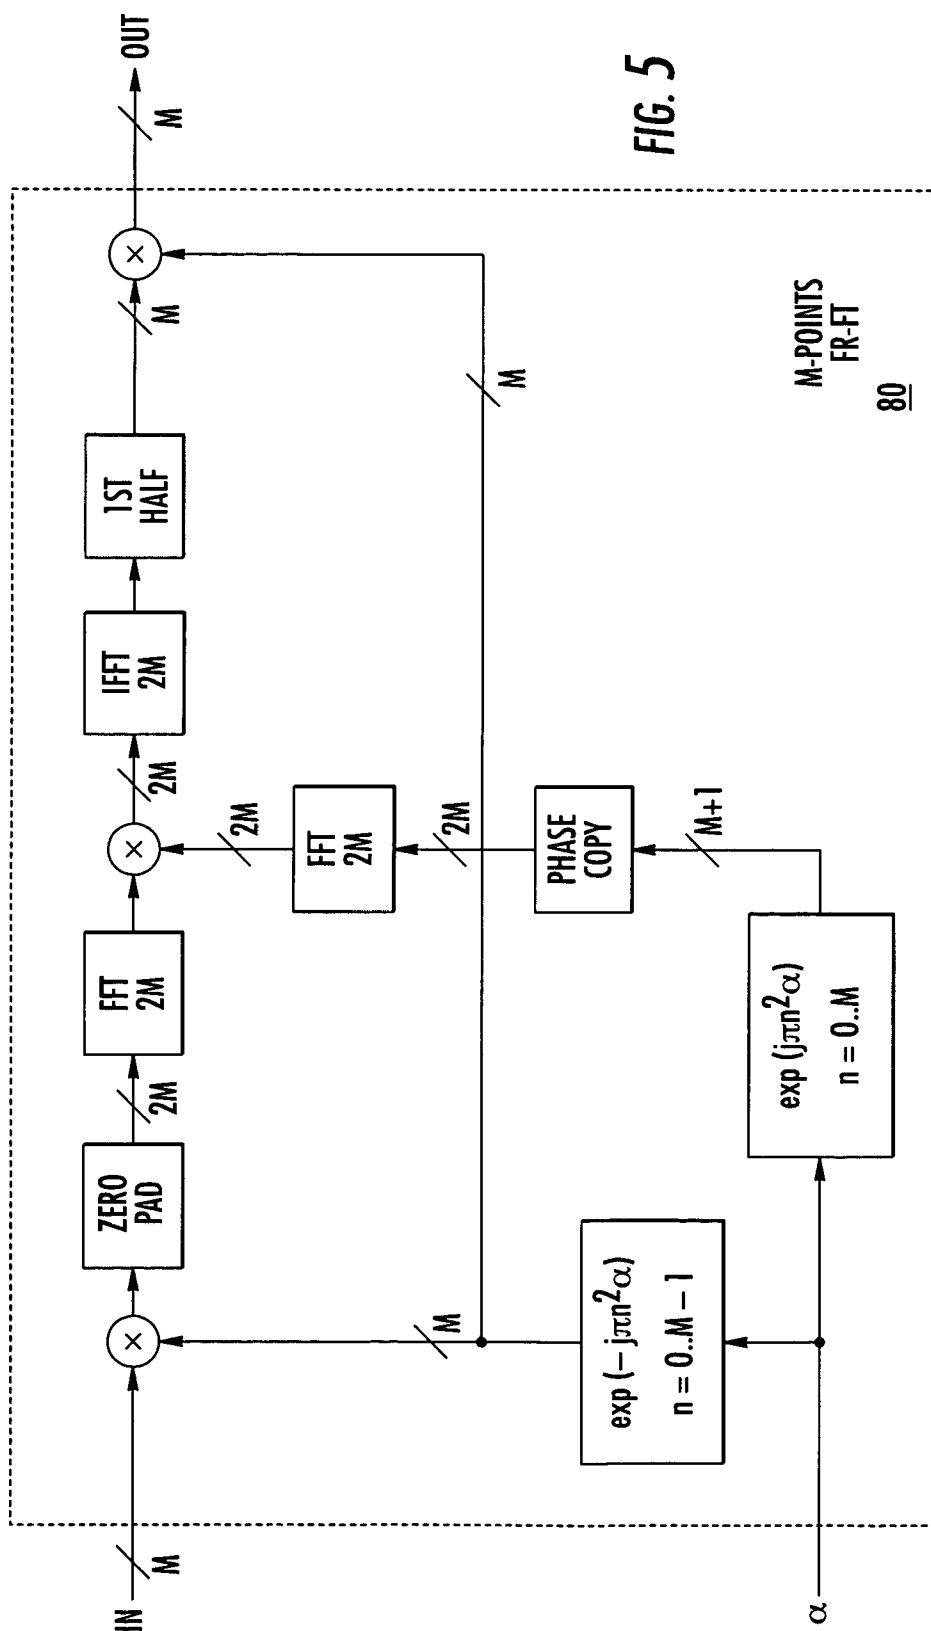 IN
M
ZERO
PAD
2M
FFT
2M
2M
IFFT
2M
1ST
HALF
M
M
OUT
2M
FFT
2M
2M
PHASE
COPY
M+1
M
M
exp (– jπn²α)
n = 0..M – 1
exp (jπn²α)
n = 0..M
α
M-POINTS
FR-FT
80
FIG. 5
×
×
×